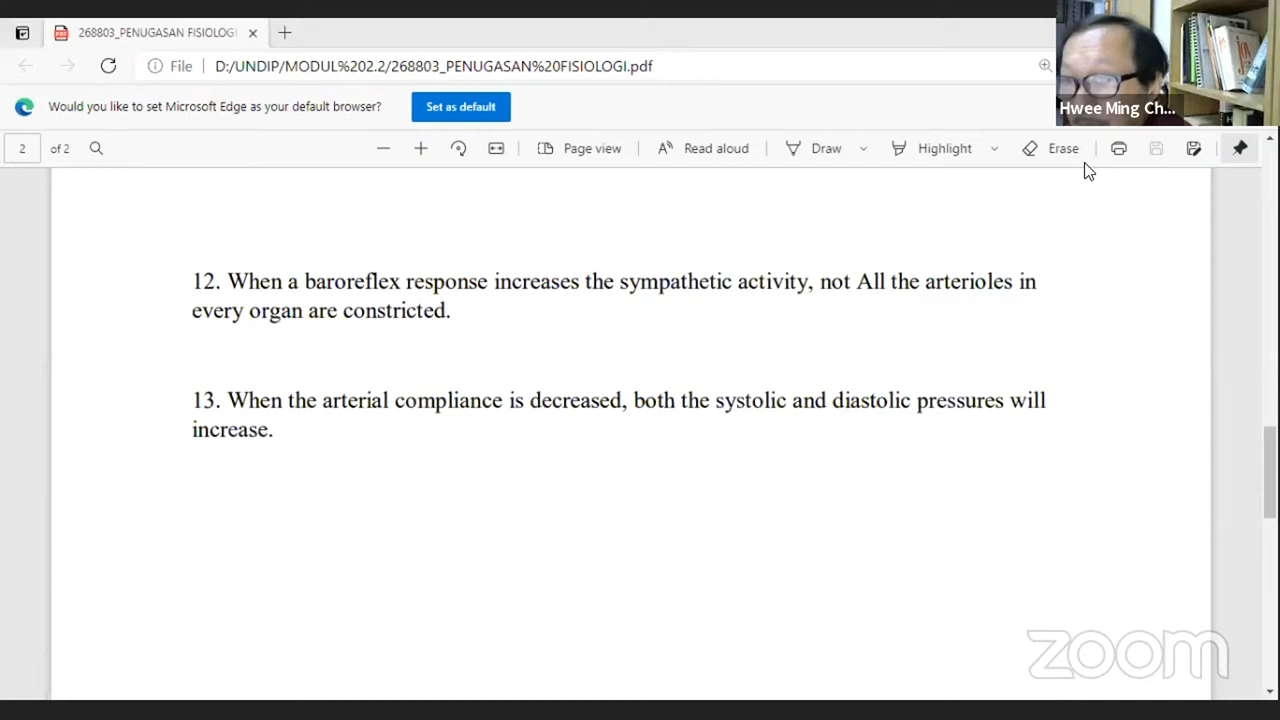 268803_PENUGASAN FISIOLOGI
File D:/UNDIP/MODUL%202.2/268803_PENUGASAN%20FISIOLOGI.pdf
Hwee Ming Ch...
Would you like to set Microsoft Edge as your default browser? Set as default
2 of 2 Page view Read aloud Draw Highlight Erase
12. When a baroreflex response increases the sympathetic activity, not All the arterioles in
every organ are constricted.
13. When the arterial compliance is decreased, both the systolic and diastolic pressures will
increase.
zoom